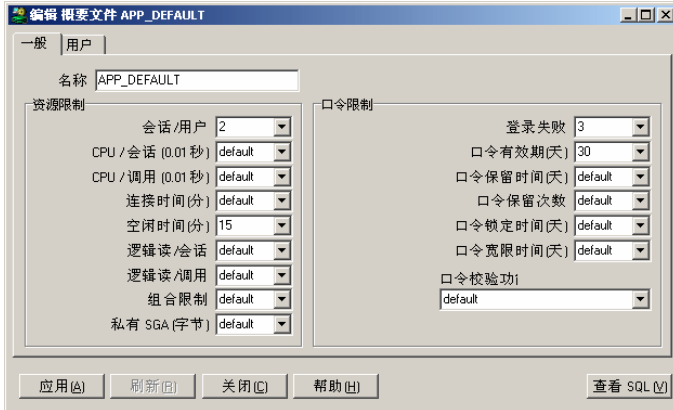 编辑 概要文件 APP_DEFAULT
一般 用户
名称 APP_DEFAULT
资源限制
会话/用户 2
CPU / 会话 (0.01 秒) default
CPU / 调用 (0.01 秒) default
连接时间(分) default
空闲时间(分) 15
逻辑读/会话 default
逻辑读/调用 default
组合限制 default
私有 SGA (字节) default
口令限制
登录失败 3
口令有效期(天) 30
口令保留时间(天) default
口令保留次数 default
口令锁定时间(天) default
口令宽限时间(天) default
口令校验功
default
应用(A) 刷新(R) 关闭(C) 帮助(H) 查看 SQL (V)